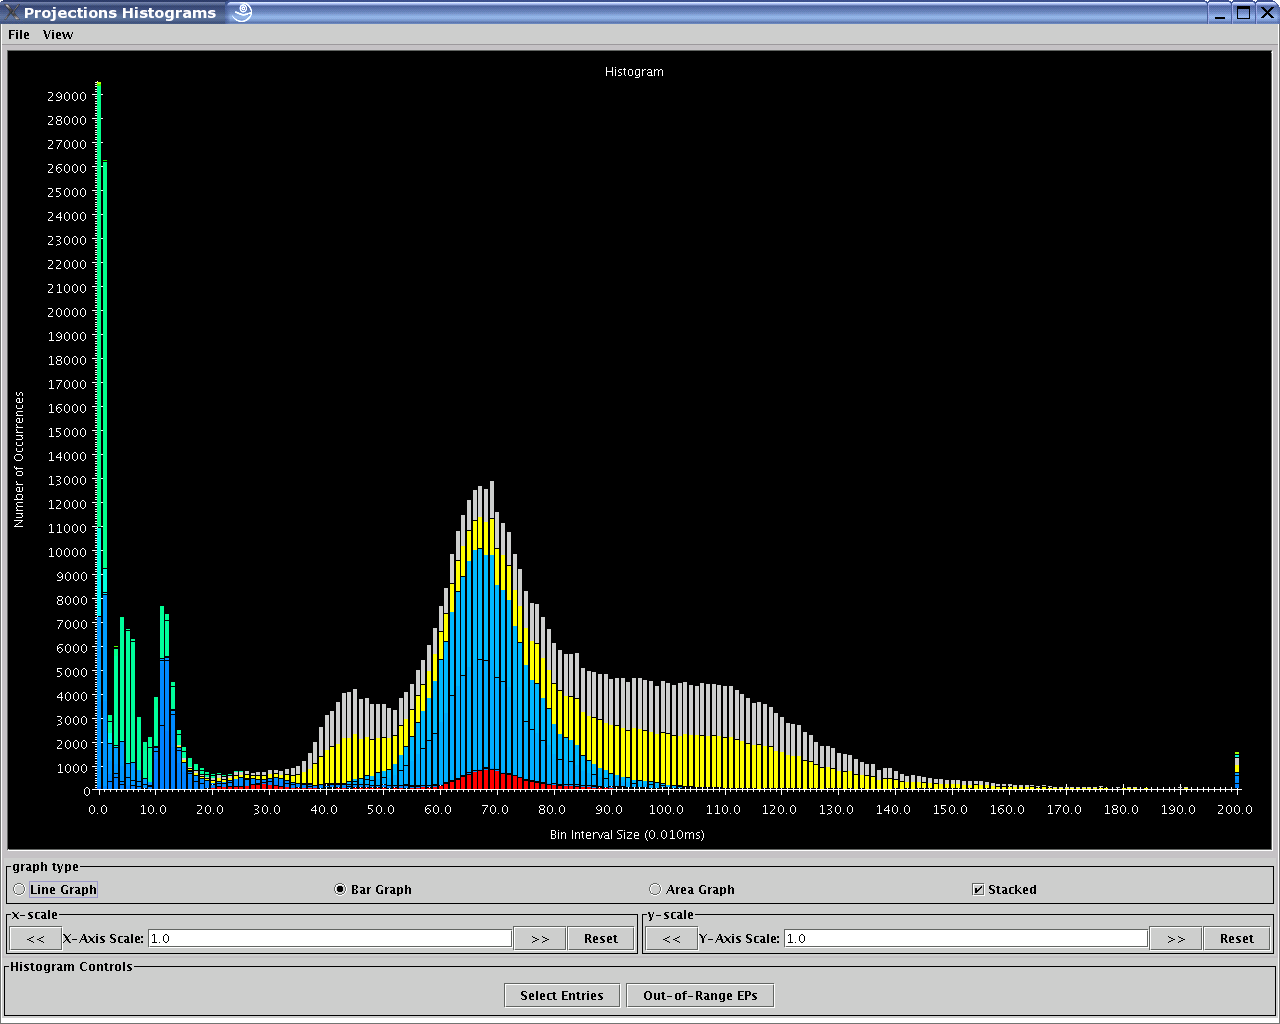 Projections Histograms
File View
Histogram
29000
28000
27000
26000
25000
24000
23000
22000
21000
20000
19000
18000
17000
16000
15000
14000
13000
12000
11000
10000
9000
8000
7000
6000
5000
4000
3000
2000
1000
0
Number of Occurrences
0.0 10.0 20.0 30.0 40.0 50.0 60.0 70.0 80.0 90.0 100.0 110.0 120.0 130.0 140.0 150.0 160.0 170.0 180.0 190.0 200.0
Bin Interval Size (0.010ms)
graph type
Line Graph Bar Graph Area Graph Stacked
x-scale y-scale
<< X-Axis Scale: 1.0 >> Reset << Y-Axis Scale: 1.0 >> Reset
Histogram Controls
Select Entries Out-of-Range EPs